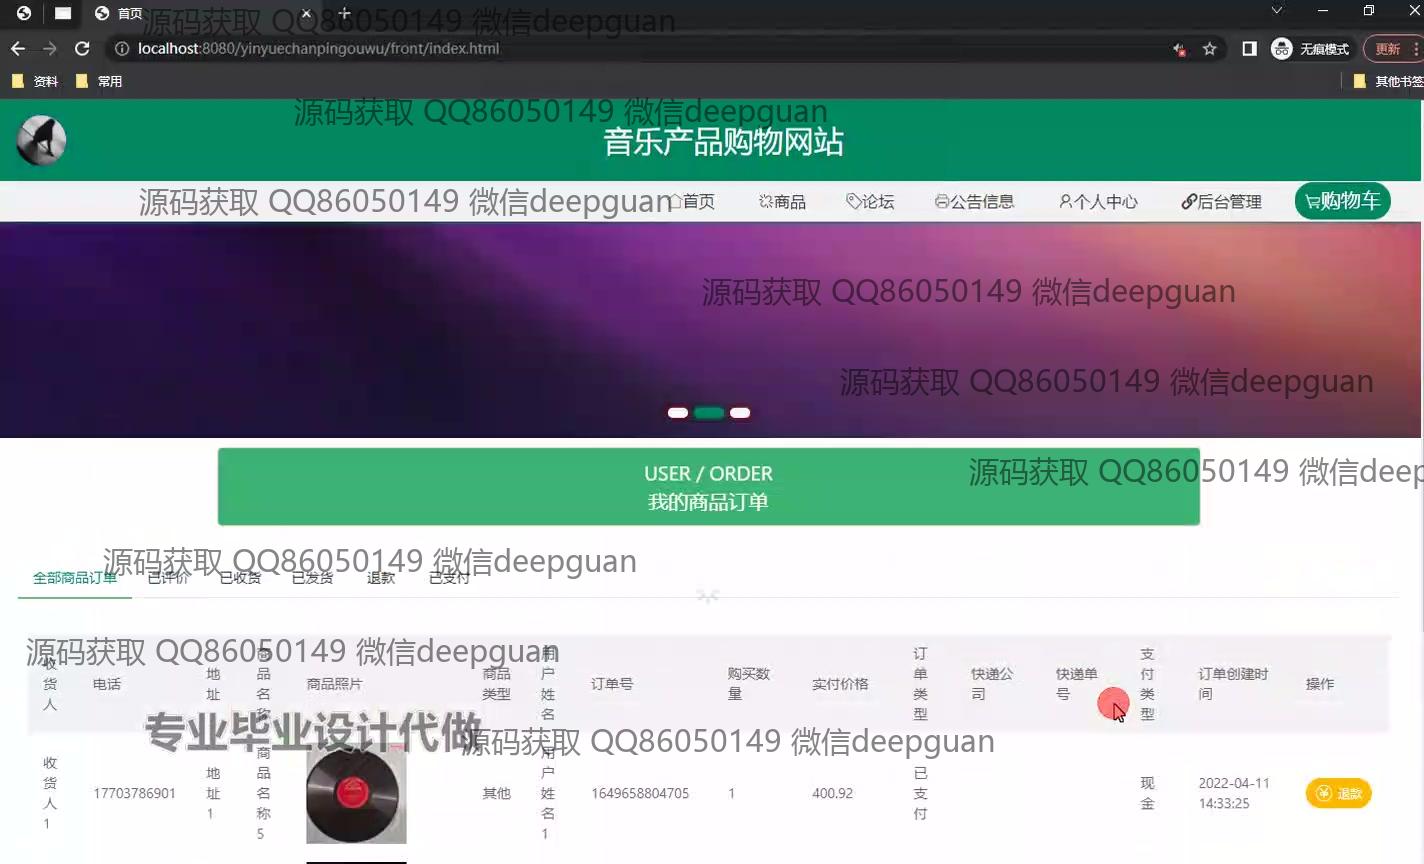 首页
源码获取 QQ86050149 微信deepguan
localhost:8080/yinyuechanpingouwu/front/index.html
无痕模式
更新
资料
常用
其他书签
源码获取 QQ86050149 微信deepguan
音乐产品购物网站
源码获取 QQ86050149 微信deepguan
首页
商品
论坛
公告信息
个人中心
后台管理
购物车
源码获取 QQ86050149 微信deepguan
源码获取 QQ86050149 微信deepguan
USER / ORDER
源码获取 QQ86050149 微信deep
我的商品订单
源码获取 QQ86050149 微信deepguan
全部商品订单
已评价
已收货
已发货
退款
已支付
源码获取 QQ86050149 微信deepguan
收货人
电话
地址
商品名称
商品照片
商品类型
用户姓名
订单号
购买数量
实付价格
订单类型
快递公司
快递单号
支付类型
订单创建时间
操作
专业毕业设计代做
源码获取 QQ86050149 微信deepguan
收货人1
17703786901
地址1
商品名称5
其他
用户姓名1
1649658804705
1
400.92
已支付
现金
2022-04-11
14:33:25
退款